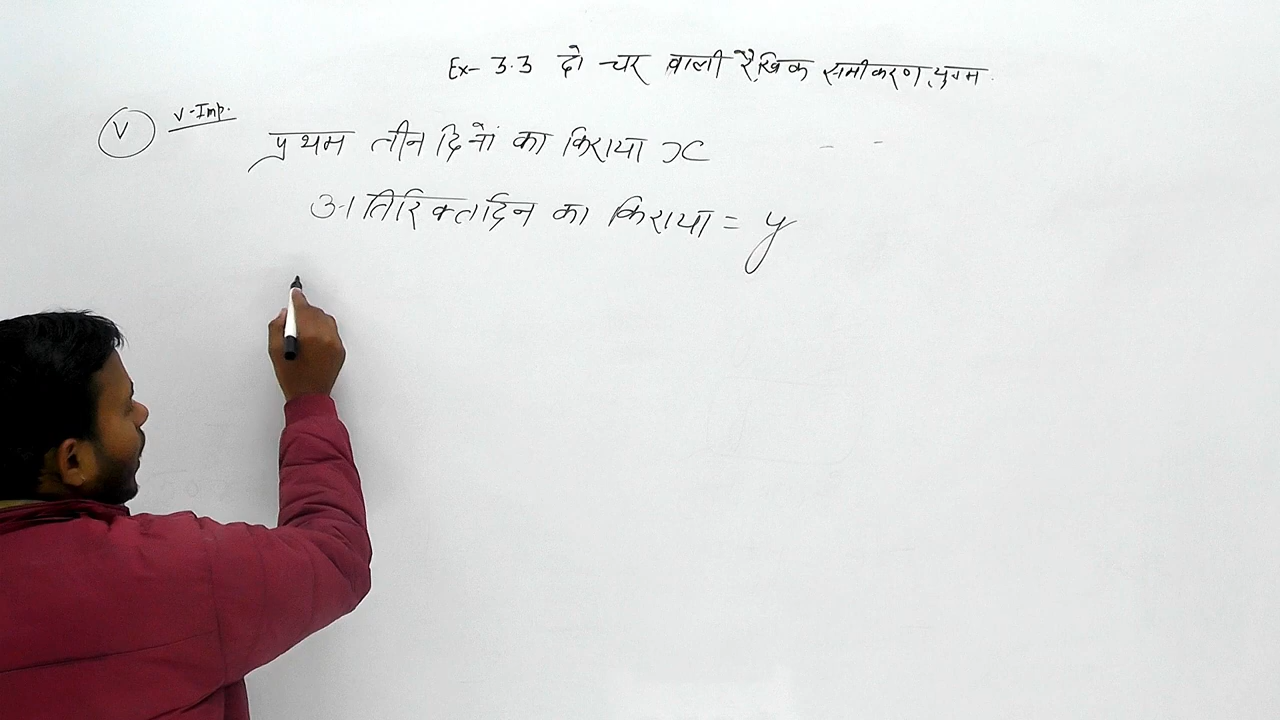 Ex- 3.3 दो चर वाली रैखिक समीकरण युग्म
(v) V-Imp. प्रथम तीन दिनों का किराया x
अतिरिक्त दिन का किराया = y